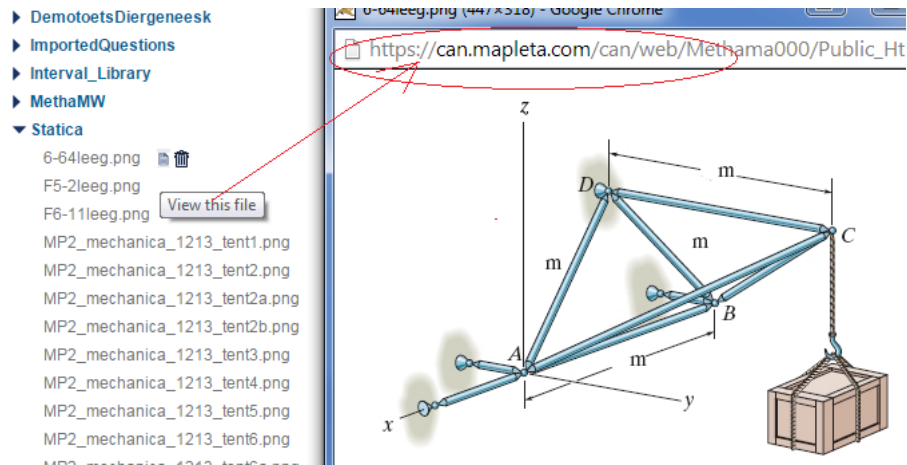 DemotoetsDiergeneesk
ImportedQuestions
Interval_Library
MethaMW
Statica
6-64leeg.png
F5-2leeg.png
F6-11leeg.png
View this file
MP2_mechanica_1213_tent1.png
MP2_mechanica_1213_tent2.png
MP2_mechanica_1213_tent2a.png
MP2_mechanica_1213_tent2b.png
MP2_mechanica_1213_tent3.png
MP2_mechanica_1213_tent4.png
MP2_mechanica_1213_tent5.png
MP2_mechanica_1213_tent6.png
MP2_mechanica_1213_tent6a.png
6-64leeg.png (447×318) - Google Chrome
https://can.mapleta.com/can/web/Methama000/Public_Ht
z
m
D
C
m
m
B
A
m
y
x